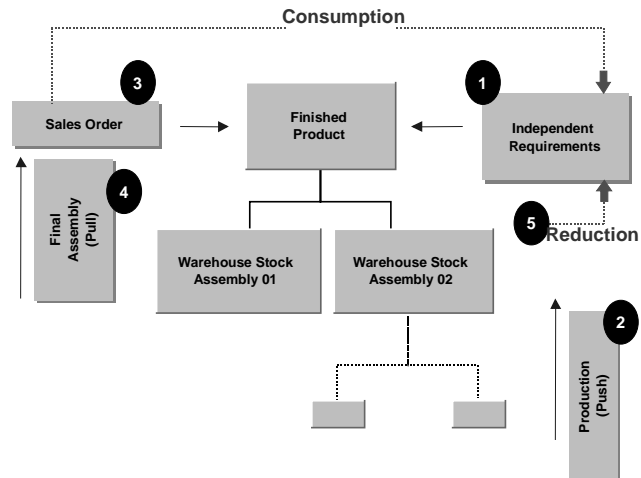 Consumption
3
1
Sales Order
Finished
Product
Independent
Requirements
4
Final
Assembly
(Pull)
5
Reduction
Warehouse Stock
Assembly 01
Warehouse Stock
Assembly 02
2
Production
(Push)